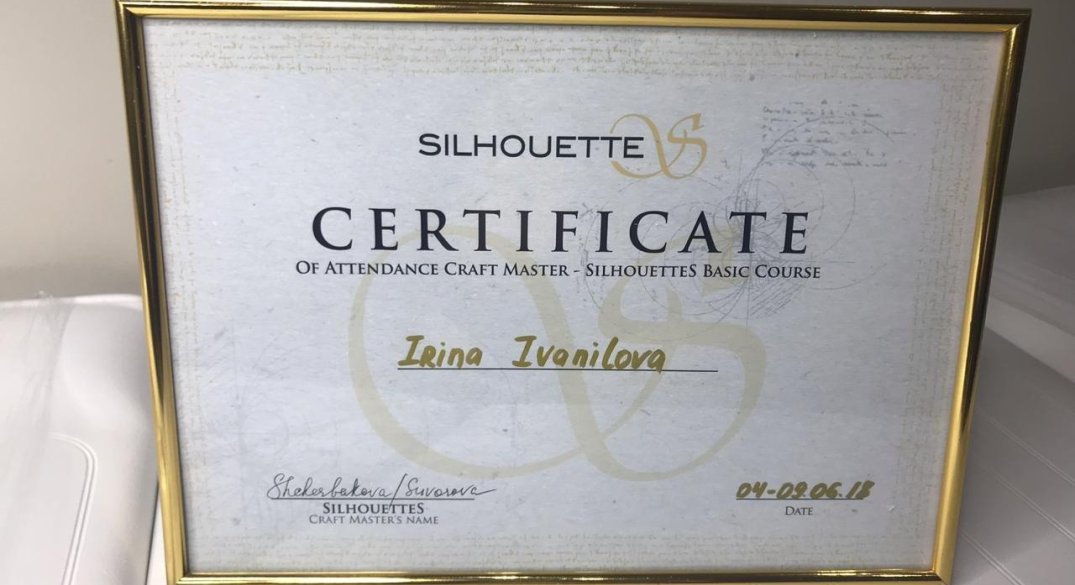 SILHOUETTE S
CERTIFICATE
OF ATTENDANCE CRAFT MASTER - SILHOUETTES BASIC COURSE
Irina Ivanilova
Shekerbakova/Suvorova
04-09.06.18
SILHOUETTES
DATE
CRAFT MASTER'S NAME